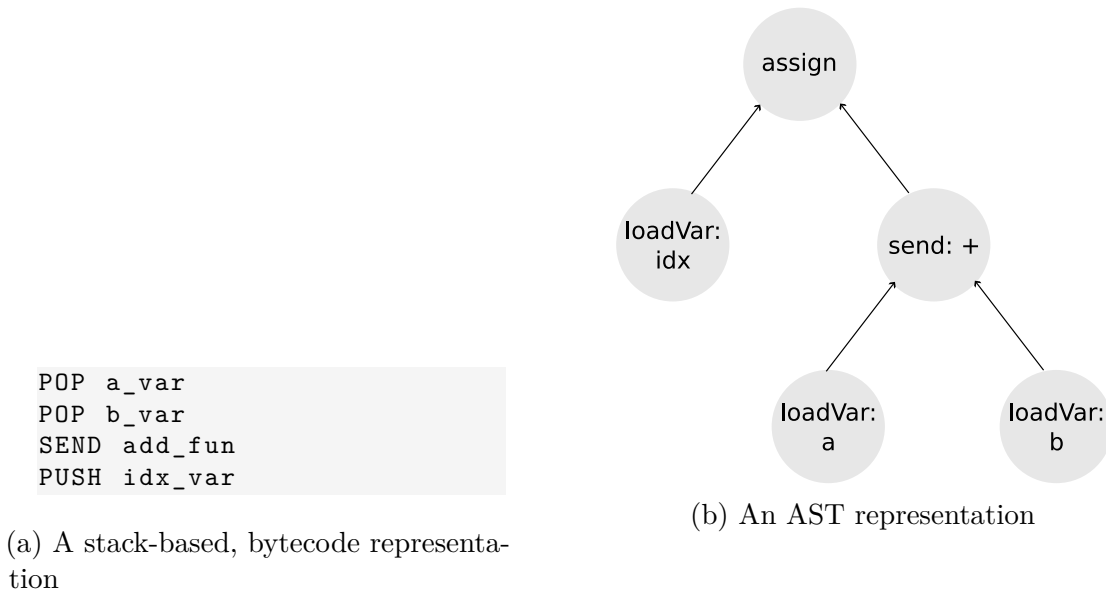 POP a_var
POP b_var
SEND add_fun
PUSH idx_var
(a) A stack-based, bytecode representa-
tion
assign
loadVar:
idx
send: +
loadVar:
a
loadVar:
b
(b) An AST representation